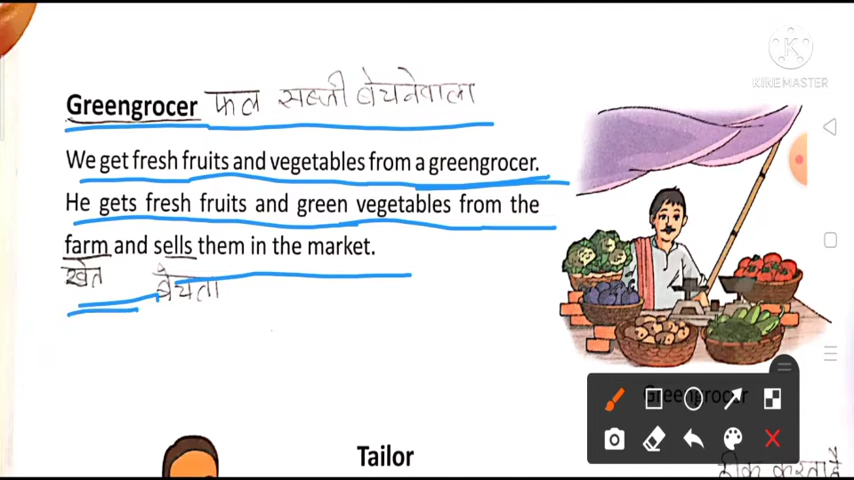 KINEMASTER
Greengrocer फल सब्जी बेचनेवाला
We get fresh fruits and vegetables from a greengrocer.
He gets fresh fruits and green vegetables from the
farm and sells them in the market.
खेत बेचता
Greengrocer
Tailor
ठीक करता है